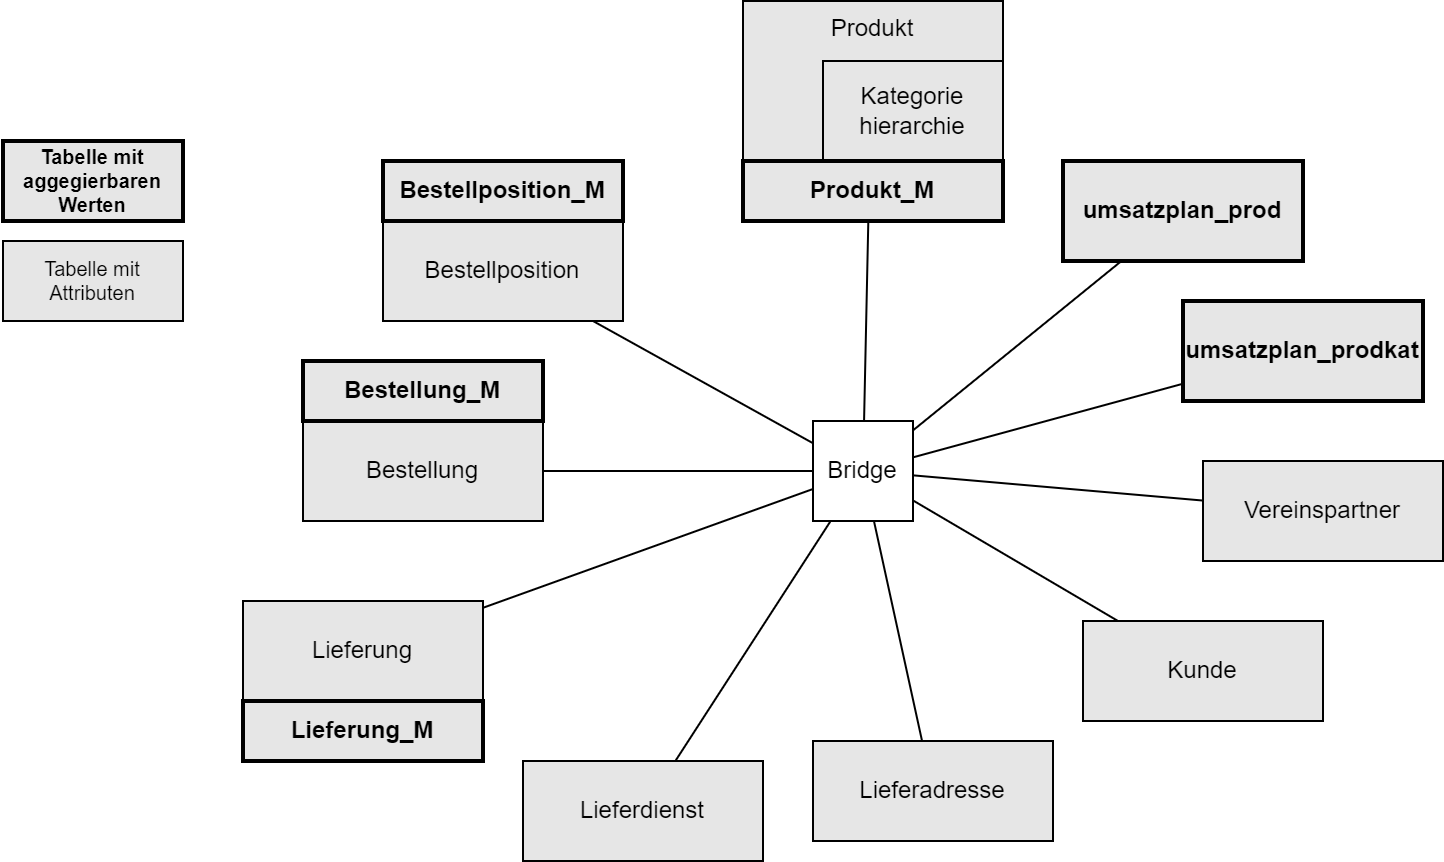 Produkt
Kategorie
hierarchie
Produkt_M
Tabelle mit
aggegierbaren
Werten
Tabelle mit
Attributen
Bestellposition_M
Bestellposition
umsatzplan_prod
umsatzplan_prodkat
Bestellung_M
Bestellung
Bridge
Vereinspartner
Lieferung
Lieferung_M
Kunde
Lieferdienst
Lieferadresse